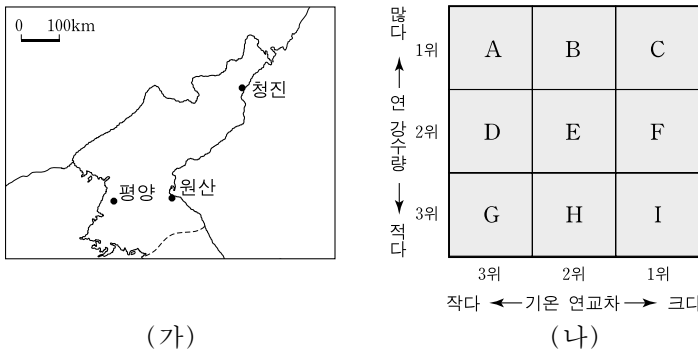 0 100km
청진
평양
원산
(가)
많다
연 강수량
적다
1위
2위
3위
A B C
D E F
G H I
3위 2위 1위
작다 기온 연교차 크다
(나)